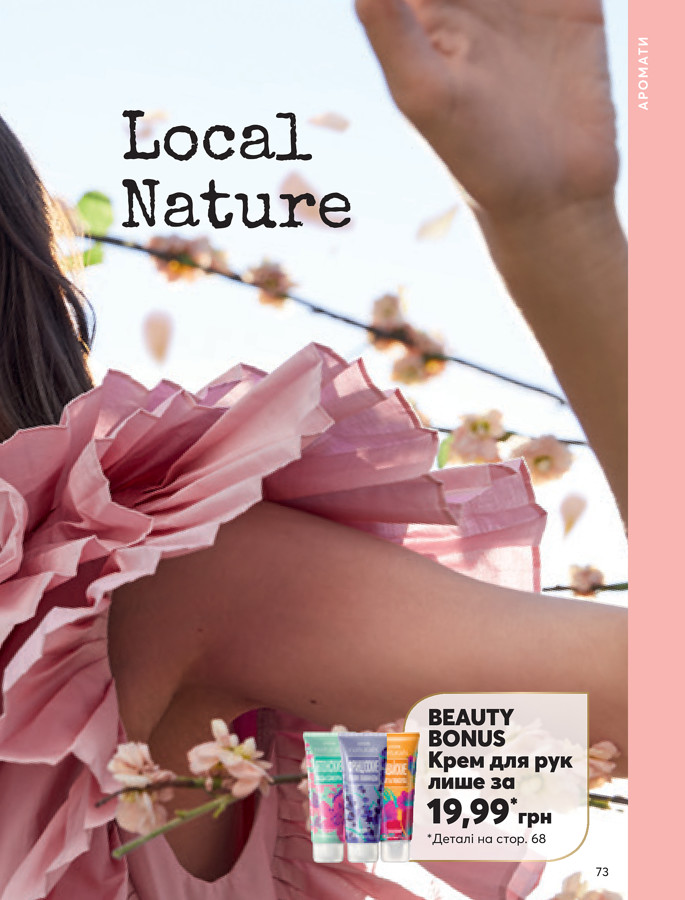 АРОМАТИ
Local
Nature
BEAUTY
BONUS
Крем для рук
лише за
19,99*грн
*Деталі на стор. 68
73